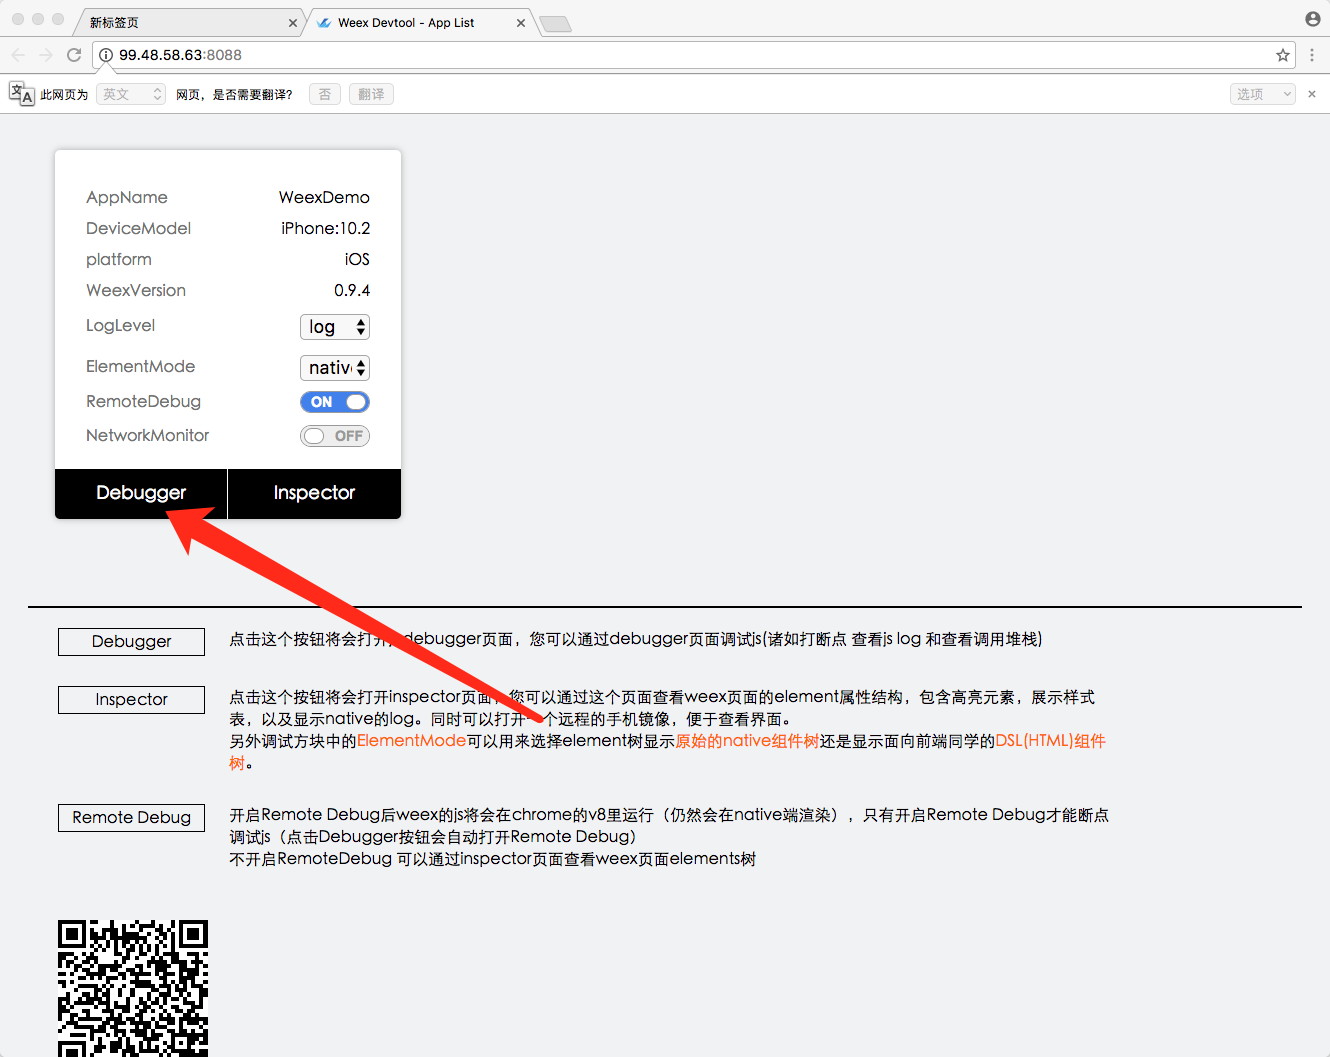 新标签页
Weex Devtool - App List
99.48.58.63:8088
此网页为 英文 网页，是否需要翻译？ 否 翻译 选项
AppName WeexDemo
DeviceModel iPhone:10.2
platform iOS
WeexVersion 0.9.4
LogLevel log
ElementMode nativ
RemoteDebug ON
NetworkMonitor OFF
Debugger Inspector
Debugger 点击这个按钮将会打开 debugger页面，您可以通过debugger页面调试js(诸如打断点 查看js log 和查看调用堆栈)
Inspector 点击这个按钮将会打开inspector页面，您可以通过这个页面查看weex页面的element属性结构，包含高亮元素，展示样式
表，以及显示native的log。同时可以打开一个远程的手机镜像，便于查看界面。
另外调试方块中的ElementMode可以用来选择element树显示原始的native组件树还是显示面向前端同学的DSL(HTML)组件
树。
Remote Debug 开启Remote Debug后weex的js将会在chrome的v8里运行（仍然会在native端渲染），只有开启Remote Debug才能断点
调试js（点击Debugger按钮会自动打开Remote Debug）
不开启RemoteDebug 可以通过inspector页面查看weex页面elements树